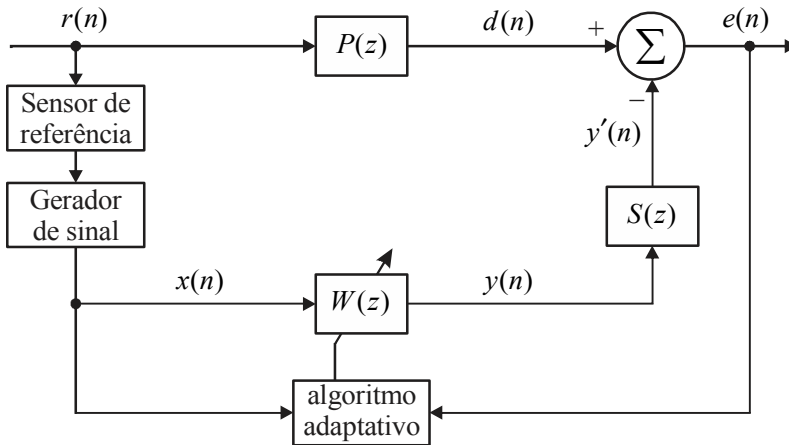 r(n)
P(z)
d(n)
+
∑
e(n)
Sensor de
referência
−
y′(n)
Gerador
de sinal
S(z)
x(n)
W(z)
y(n)
algoritmo
adaptativo